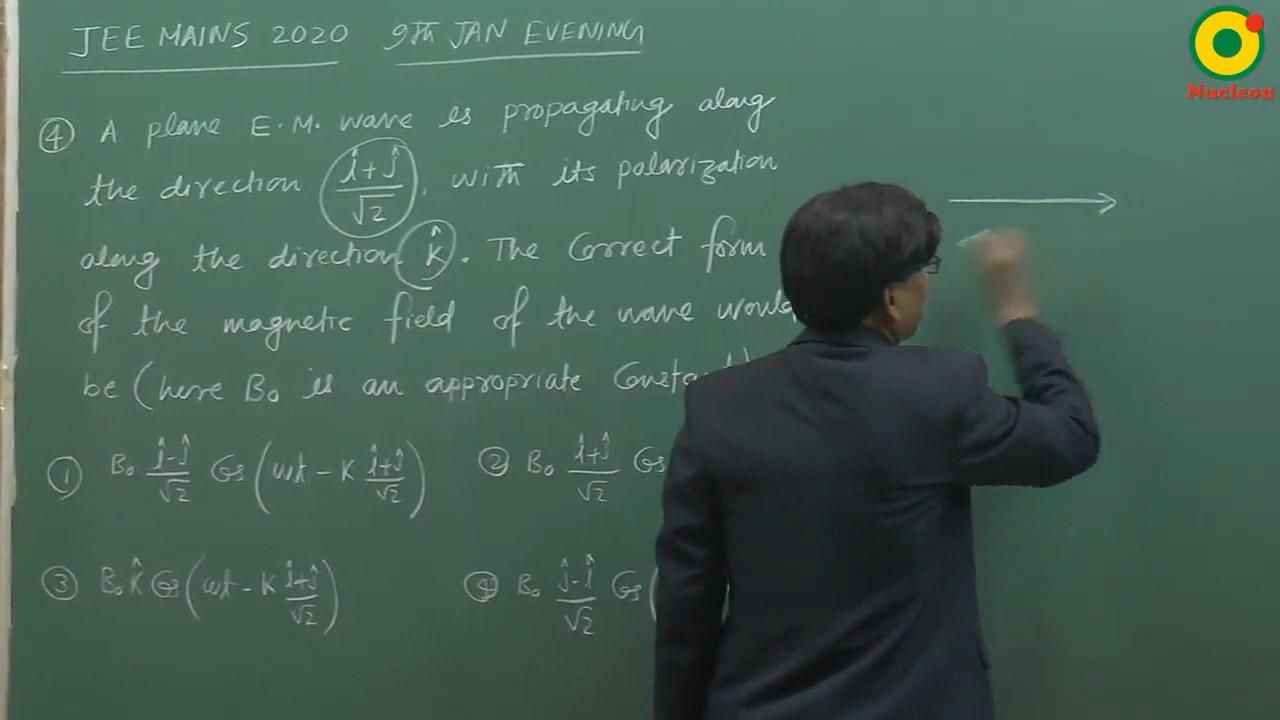 JEE MAINS 2020 9th JAN EVENING
Nucleon
④ A plane E.M. wave is propagating along
the direction (î+ĵ)/√2, with its polarization
along the direction k̂. The Correct form
of the magnetic field of the wave would
be (here B₀ is an appropriate
① B₀ (î-ĵ)/√2 Cos(ωt - K (î+ĵ)/√2)
② B₀ (î+ĵ)/√2 Cos
③ B₀ k̂ Cos(ωt - K (î+ĵ)/√2)
④ B₀ (ĵ-î)/√2 Cos(